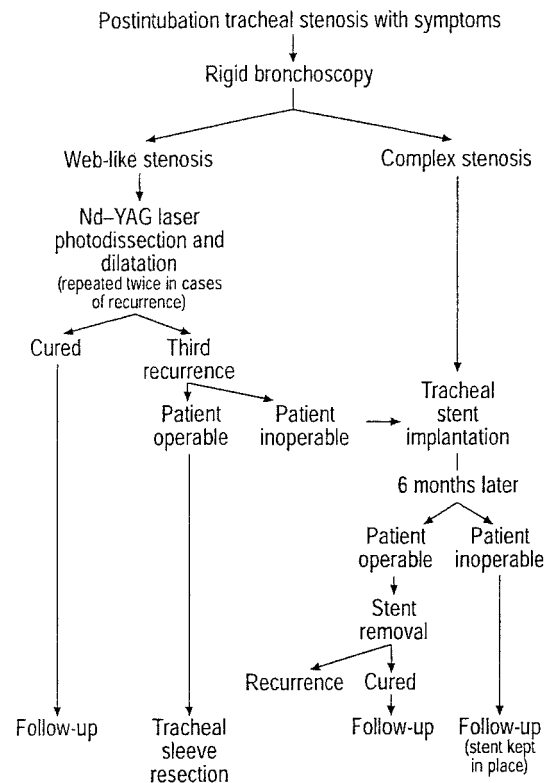 Postintubation tracheal stenosis with symptoms
Rigid bronchoscopy
Web-like stenosis
Complex stenosis
Nd–YAG laser
photodissection and
dilatation
(repeated twice in cases
of recurrence)
Cured
Third
recurrence
Patient
operable
Patient
inoperable
Tracheal
stent
implantation
6 months later
Patient
operable
Patient
inoperable
Stent
removal
Recurrence
Cured
Follow-up
Tracheal
sleeve
resection
Follow-up
Follow-up
(stent kept
in place)